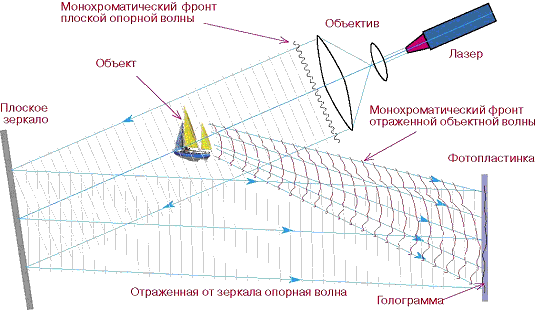 Монохроматический фронт
плоской опорной волны
Объектив
Лазер
Объект
Плоское
зеркало
Монохроматический фронт
отраженной объектной волны
Фотопластинка
Отраженная от зеркала опорная волна
Голограмма